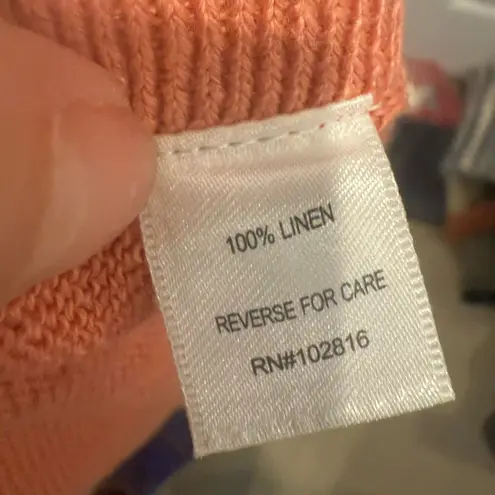 100% LINEN
REVERSE FOR CARE
RN#102816